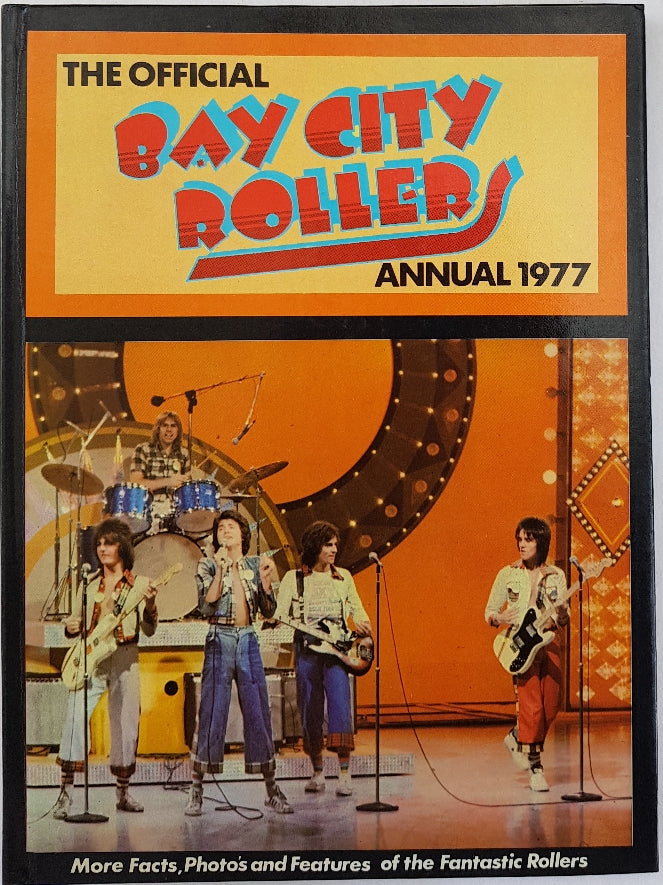 THE OFFICIAL
BAY CITY
ROLLERS
ANNUAL 1977
More Facts, Photo's and Features of the Fantastic Rollers